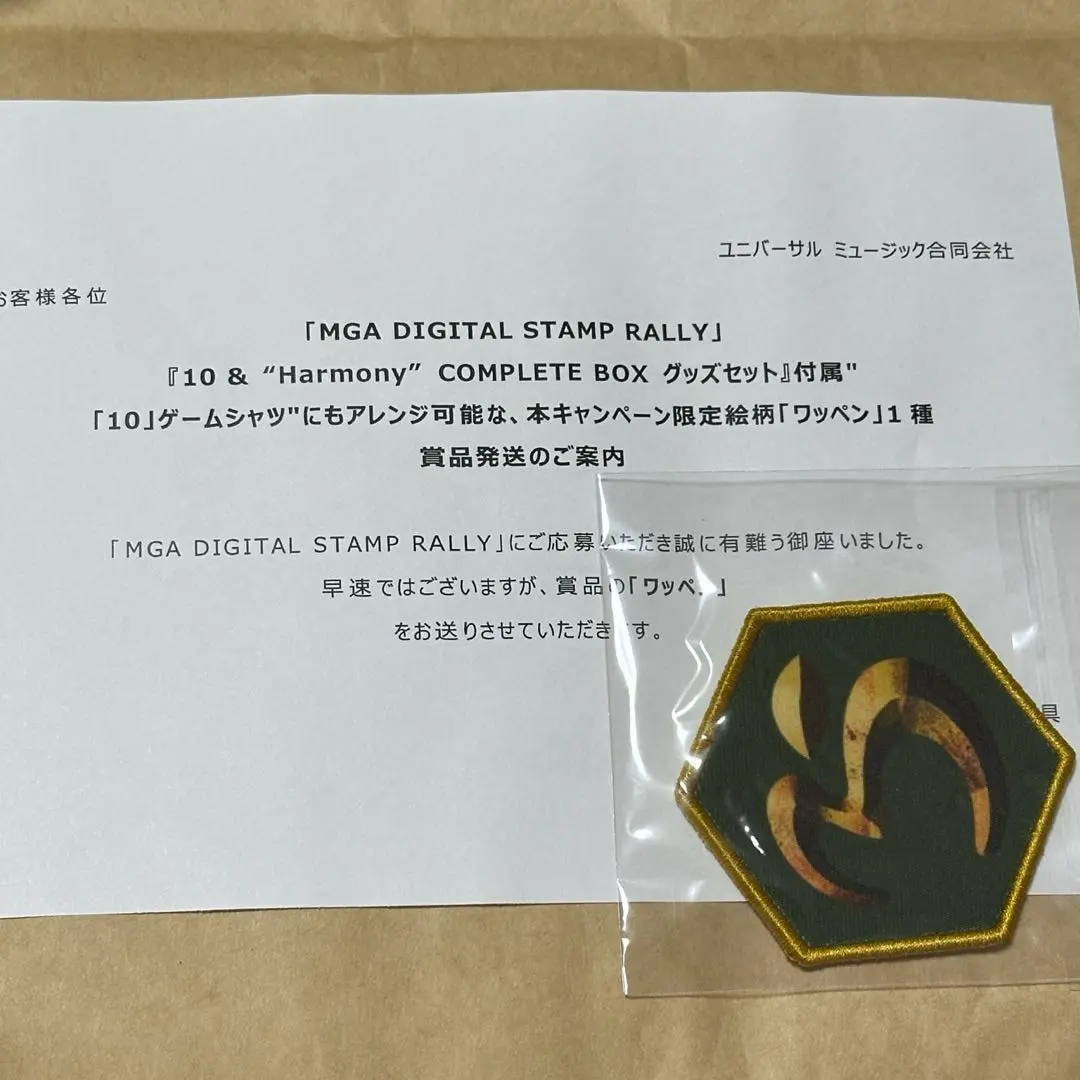 ユニバーサル ミュージック合同会社
お客様各位
「MGA DIGITAL STAMP RALLY」
『10 & “Harmony” COMPLETE BOX グッズセット』付属"
「10」ゲームシャツ"にもアレンジ可能な、本キャンペーン限定絵柄「ワッペン」1 種
賞品発送のご案内
「MGA DIGITAL STAMP RALLY」にご応募いただき誠に有難う御座いました。
早速ではございますが、賞品の「ワッペン」
をお送りさせていただきます。
具